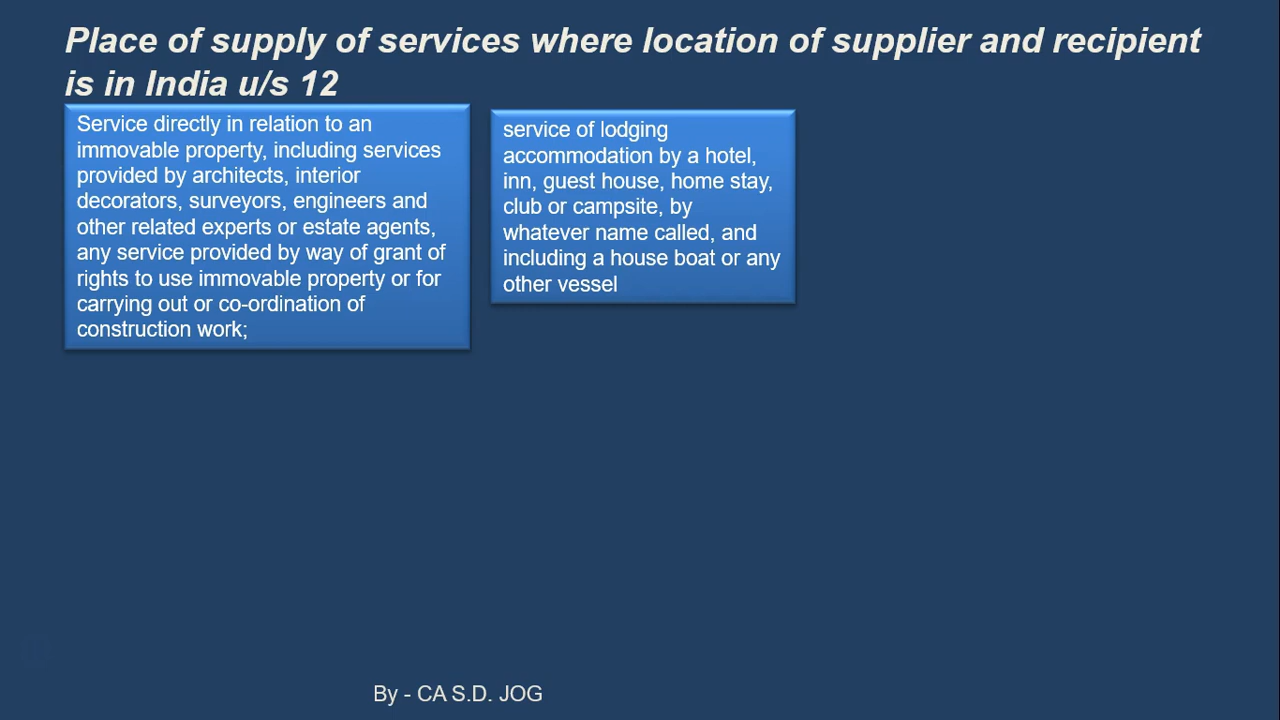 Place of supply of services where location of supplier and recipient
is in India u/s 12
Service directly in relation to an
immovable property, including services
provided by architects, interior
decorators, surveyors, engineers and
other related experts or estate agents,
any service provided by way of grant of
rights to use immovable property or for
carrying out or co-ordination of
construction work;
service of lodging
accommodation by a hotel,
inn, guest house, home stay,
club or campsite, by
whatever name called, and
including a house boat or any
other vessel
By - CA S.D. JOG